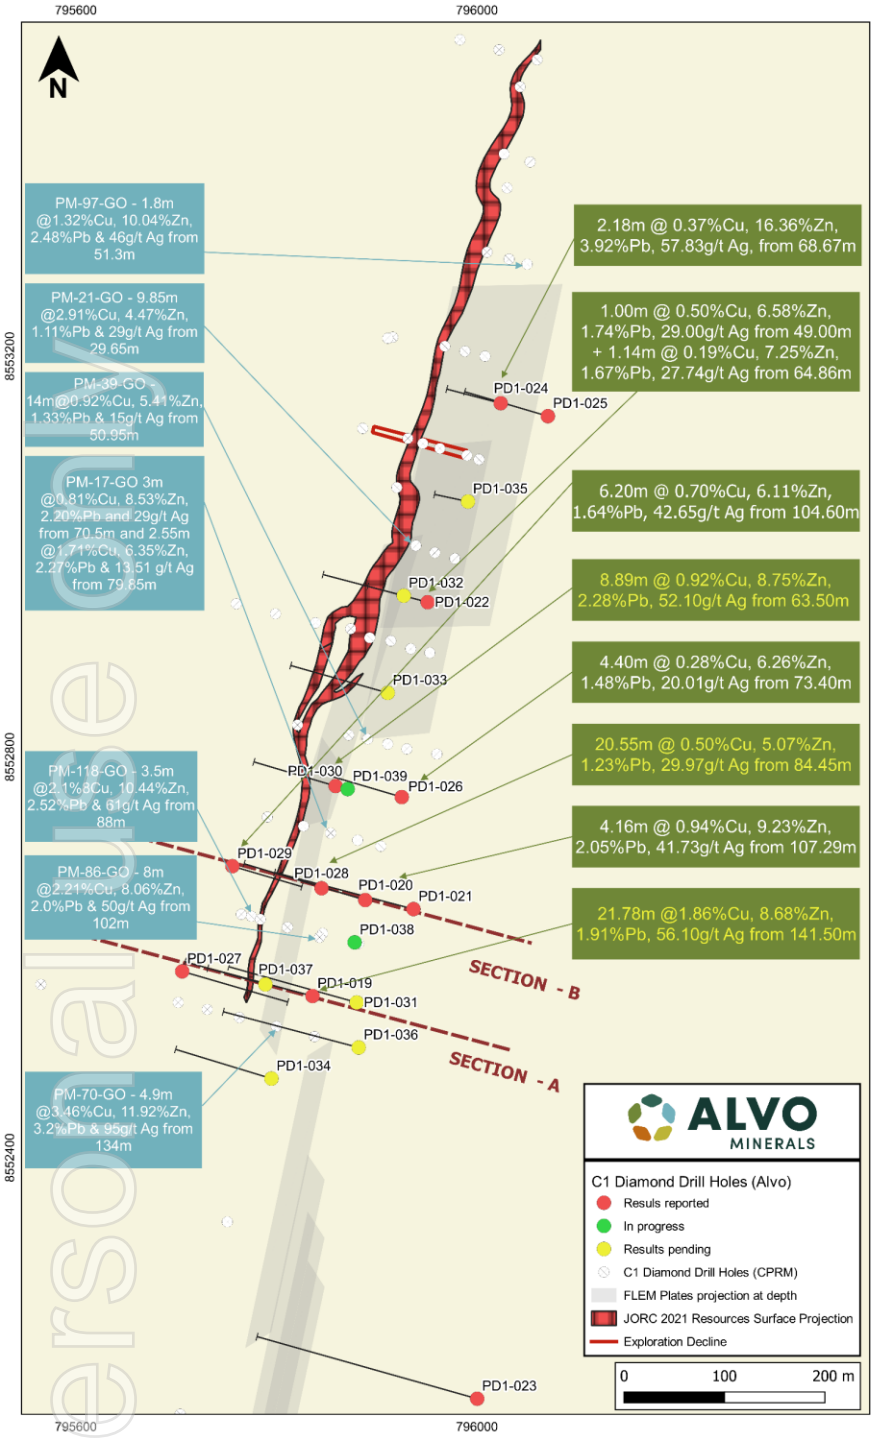 795600
796000
N
PM-97-GO - 1.8m
@1.32%Cu, 10.04%Zn,
2.48%Pb & 46g/t Ag from
51.3m
PM-21-GO - 9.85m
@2.91%Cu, 4.47%Zn,
1.11%Pb & 29g/t Ag from
29.65m
PM-39-GO -
14m@0.92%Cu, 5.41%Zn,
1.33%Pb & 15g/t Ag from
50.95m
PM-17-GO 3m
@0.81%Cu, 8.53%Zn,
2.20%Pb and 29g/t Ag
from 70.5m and 2.55m
@1.71%Cu, 6.35%Zn,
2.27%Pb & 13.51 g/t Ag
from 79.85m
PM-118-GO - 3.5m
@2.1%8Cu, 10.44%Zn,
2.52%Pb & 61g/t Ag from
88m
PM-86-GO - 8m
@2.21%Cu, 8.06%Zn,
2.0%Pb & 50g/t Ag from
102m
PM-70-GO - 4.9m
@3.46%Cu, 11.92%Zn,
3.2%Pb & 95g/t Ag from
134m
2.18m @ 0.37%Cu, 16.36%Zn,
3.92%Pb, 57.83g/t Ag, from 68.67m
1.00m @ 0.50%Cu, 6.58%Zn,
1.74%Pb, 29.00g/t Ag from 49.00m
+ 1.14m @ 0.19%Cu, 7.25%Zn,
1.67%Pb, 27.74g/t Ag from 64.86m
6.20m @ 0.70%Cu, 6.11%Zn,
1.64%Pb, 42.65g/t Ag from 104.60m
8.89m @ 0.92%Cu, 8.75%Zn,
2.28%Pb, 52.10g/t Ag from 63.50m
4.40m @ 0.28%Cu, 6.26%Zn,
1.48%Pb, 20.01g/t Ag from 73.40m
20.55m @ 0.50%Cu, 5.07%Zn,
1.23%Pb, 29.97g/t Ag from 84.45m
4.16m @ 0.94%Cu, 9.23%Zn,
2.05%Pb, 41.73g/t Ag from 107.29m
21.78m @1.86%Cu, 8.68%Zn,
1.91%Pb, 56.10g/t Ag from 141.50m
8553200
8552800
8552400
PD1-024
PD1-025
PD1-035
PD1-032
PD1-022
PD1-033
PD1-030
PD1-039
PD1-026
PD1-029
PD1-028
PD1-020
PD1-021
PD1-038
PD1-027
PD1-037
PD1-019
PD1-031
PD1-036
PD1-034
PD1-023
SECTION - B
SECTION - A
ersonal use only
ALVO
MINERALS
C1 Diamond Drill Holes (Alvo)
Resuls reported
In progress
Results pending
C1 Diamond Drill Holes (CPRM)
FLEM Plates projection at depth
JORC 2021 Resources Surface Projection
Exploration Decline
0 100 200 m
795600
796000